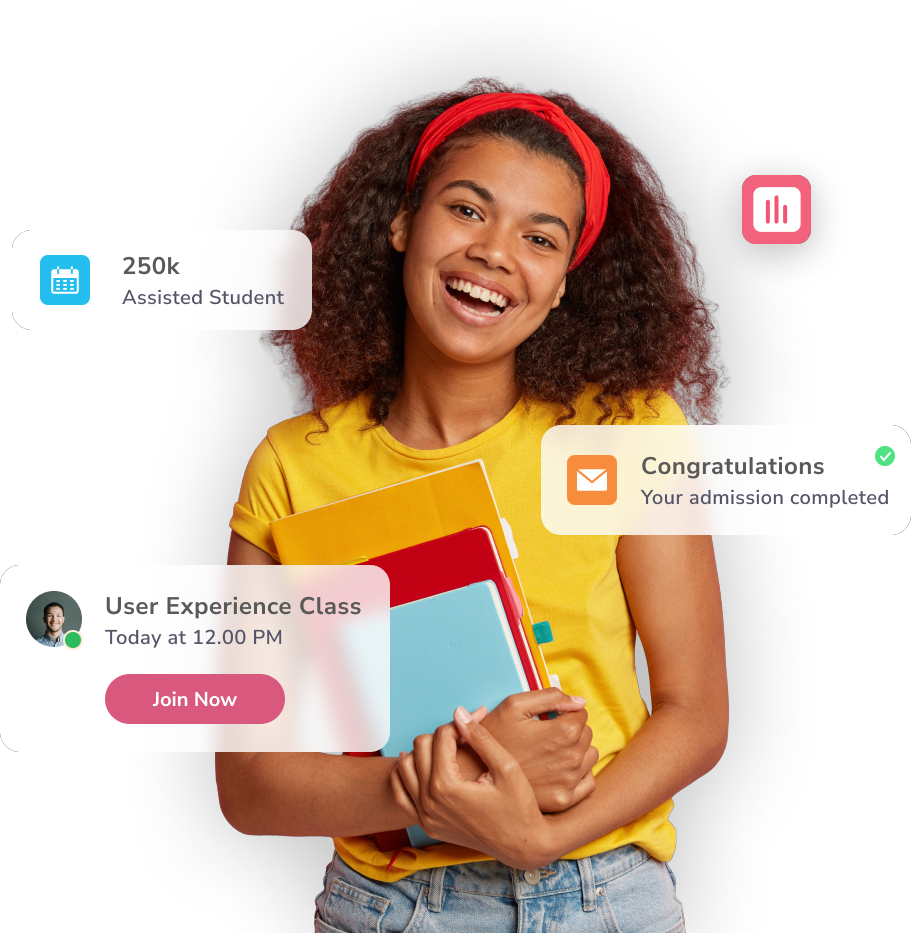 250k
Assisted Student
Congratulations
Your admission completed
User Experience Class
Today at 12.00 PM
Join Now